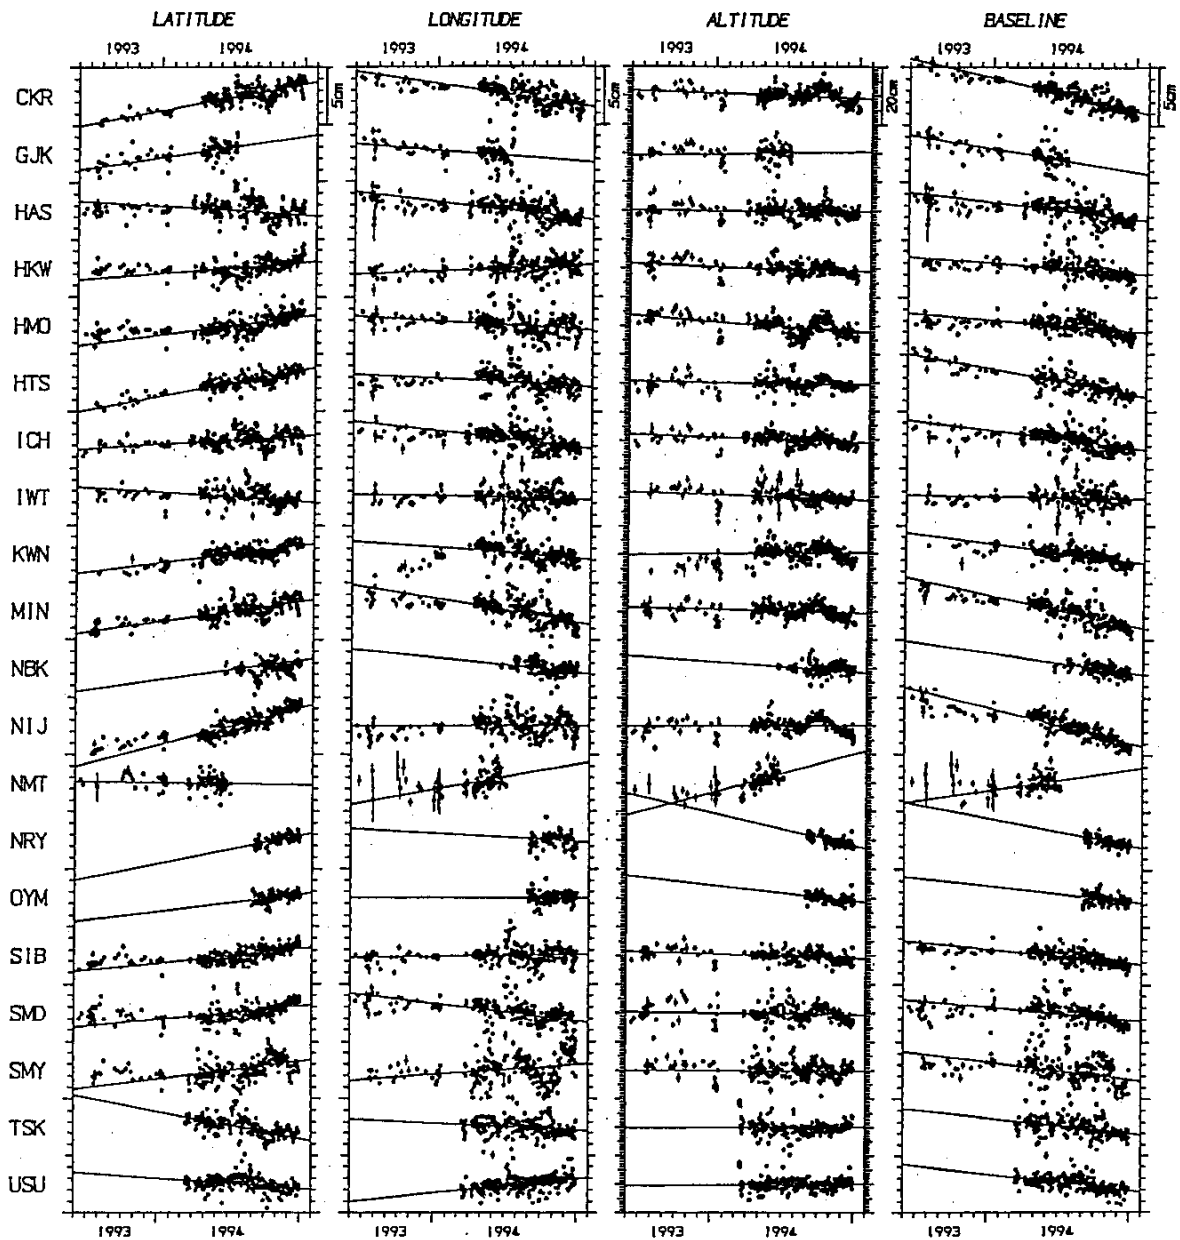 LATITUDE LONGITUDE ALTITUDE BASELINE
1993 1994 1993 1994 1993 1994 1993 1994
CKR 5cm 5cm 20cm 5cm
GJK
HAS
HKW
HMO
HTS
ICH
IWT
KWN
MIN
NBK
NIJ
NMT
NRY
OYM
SIB
SMD
SMY
TSK
USU
1993 1994 1993 1994 1993 1994 1993 1994